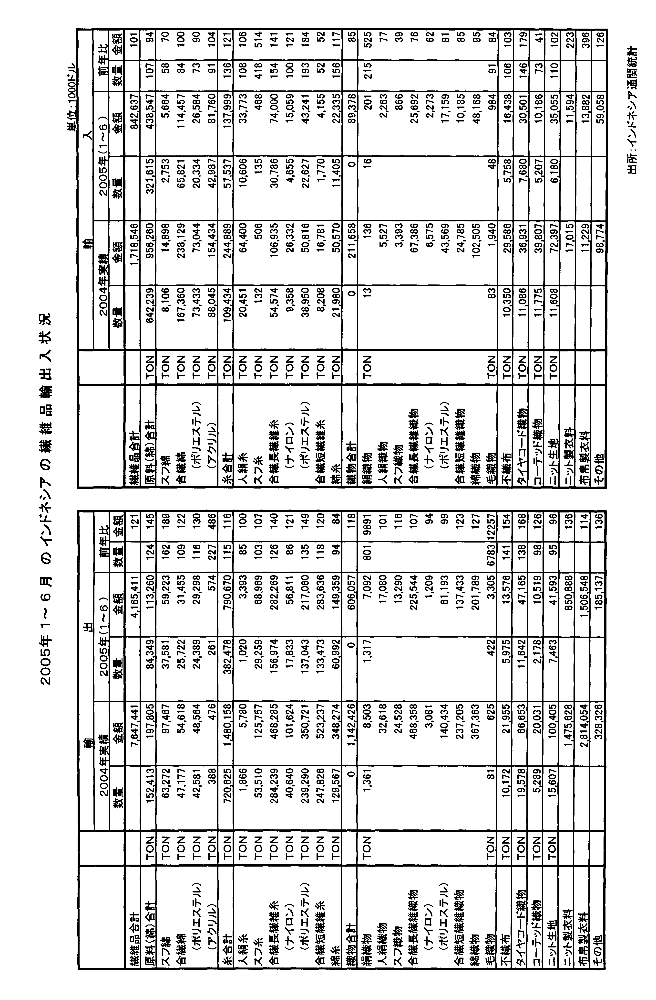 2005年1～6月 のインドネシアの繊維品輸出入状況
単位:1000ドル
輸 出
2004年実績 2005年(1～6) 前年比
数量 金額 数量 金額 数量 金額
繊維品合計 7,647,441 4,165,411 121
原料(綿)合計 TON 152,413 197,805 84,349 113,260 124 145
スフ綿 TON 63,272 97,467 37,581 59,223 162 189
合繊綿 TON 47,177 54,618 25,722 31,455 109 122
(ポリエステル) TON 42,581 48,564 24,389 29,298 116 130
(アクリル) TON 388 476 261 574 227 486
糸合計 TON 720,625 1,480,158 382,478 790,670 115 116
人絹糸 TON 1,866 5,780 1,020 3,393 85 100
スフ糸 TON 53,510 125,757 29,259 68,969 103 107
合繊長繊維糸 TON 284,239 468,285 156,974 282,269 126 140
(ナイロン) TON 40,640 101,624 17,833 56,811 86 121
(ポリエステル) TON 239,290 350,721 137,043 217,060 135 149
合繊短繊維糸 TON 247,826 523,237 133,473 283,636 118 120
綿糸 TON 129,567 348,274 60,992 149,359 94 84
織物合計 0 1,142,426 0 606,057 118
絹織物 TON 1,361 8,503 1,317 7,092 801 9891
人絹織物 32,618 17,080 101
スフ織物 24,528 13,290 116
合繊長繊維織物 468,358 225,544 107
(ナイロン) 3,081 1,209 94
(ポリエステル) 140,434 61,193 99
合繊短繊維織物 237,205 137,433 123
綿織物 367,363 201,789 127
毛織物 TON 81 625 422 3,305 6783 12257
不織布 TON 10,172 21,955 5,975 13,576 141 154
タイヤコード織物 TON 19,578 66,653 11,642 47,165 138 168
コーテッド織物 TON 5,289 20,031 2,178 10,519 98 126
ニット生地 TON 15,607 100,405 7,463 41,593 95 96
ニット製衣料 1,475,628 850,888 136
布帛製衣料 2,814,054 1,506,548 114
その他 328,326 185,137 136
輸 入
2004年実績 2005年(1～6) 前年比
数量 金額 数量 金額 数量 金額
繊維品合計 1,718,546 842,637 101
原料(綿)合計 TON 642,239 956,260 321,615 438,547 107 94
スフ綿 TON 8,106 14,898 2,753 5,664 58 70
合繊綿 TON 167,360 238,129 65,821 114,457 84 100
(ポリエステル) TON 73,433 73,044 20,334 26,584 73 90
(アクリル) TON 88,045 154,434 42,987 81,760 91 104
糸合計 TON 109,434 244,889 57,537 137,999 136 121
人絹糸 TON 20,451 64,400 10,606 33,773 108 106
スフ糸 TON 132 506 135 468 418 514
合繊長繊維糸 TON 54,574 106,935 30,786 74,000 154 141
(ナイロン) TON 9,358 26,332 4,655 15,059 100 121
(ポリエステル) TON 38,950 50,816 22,627 43,241 193 184
合繊短繊維糸 TON 8,208 16,781 1,770 4,155 52 52
綿糸 TON 21,980 50,570 11,405 22,335 156 117
織物合計 0 211,658 0 89,378 85
絹織物 TON 13 136 16 201 215 525
人絹織物 5,527 2,263 77
スフ織物 3,393 866 39
合繊長繊維織物 67,386 25,692 76
(ナイロン) 6,575 2,273 62
(ポリエステル) 43,569 17,159 81
合繊短繊維織物 24,785 10,185 85
綿織物 102,505 48,168 95
毛織物 TON 83 1,940 48 984 91 84
不織布 TON 10,350 29,586 5,758 16,438 106 103
タイヤコード織物 TON 11,086 36,931 7,680 30,501 146 179
コーテッド織物 TON 11,775 39,807 5,207 10,186 73 41
ニット生地 TON 11,608 72,397 6,180 35,055 110 102
ニット製衣料 17,015 11,594 223
布帛製衣料 11,229 13,882 396
その他 98,774 59,058 126
出所:インドネシア通関統計